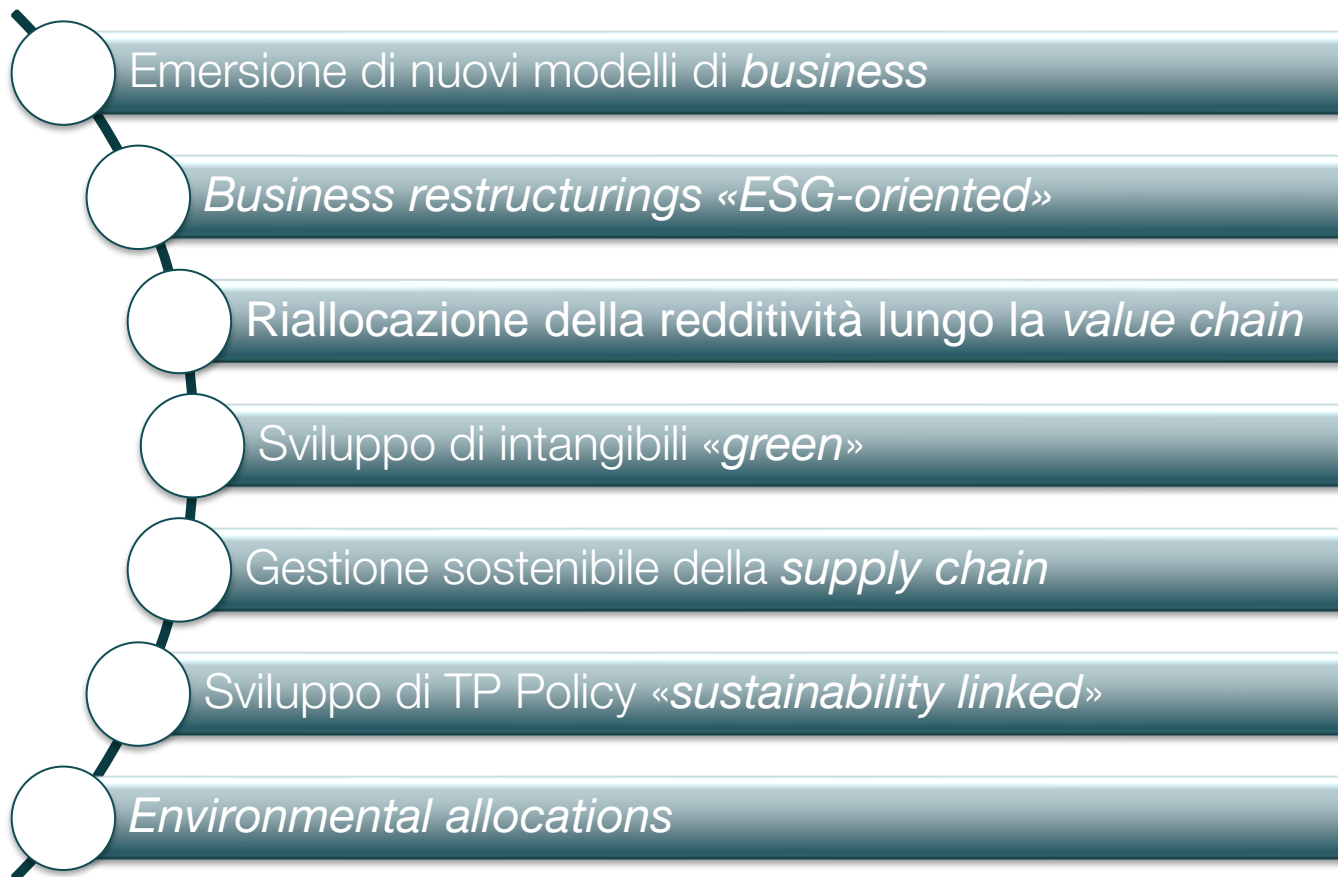 Emersione di nuovi modelli di business
Business restructurings «ESG-oriented»
Riallocazione della redditività lungo la value chain
Sviluppo di intangibili «green»
Gestione sostenibile della supply chain
Sviluppo di TP Policy «sustainability linked»
Environmental allocations